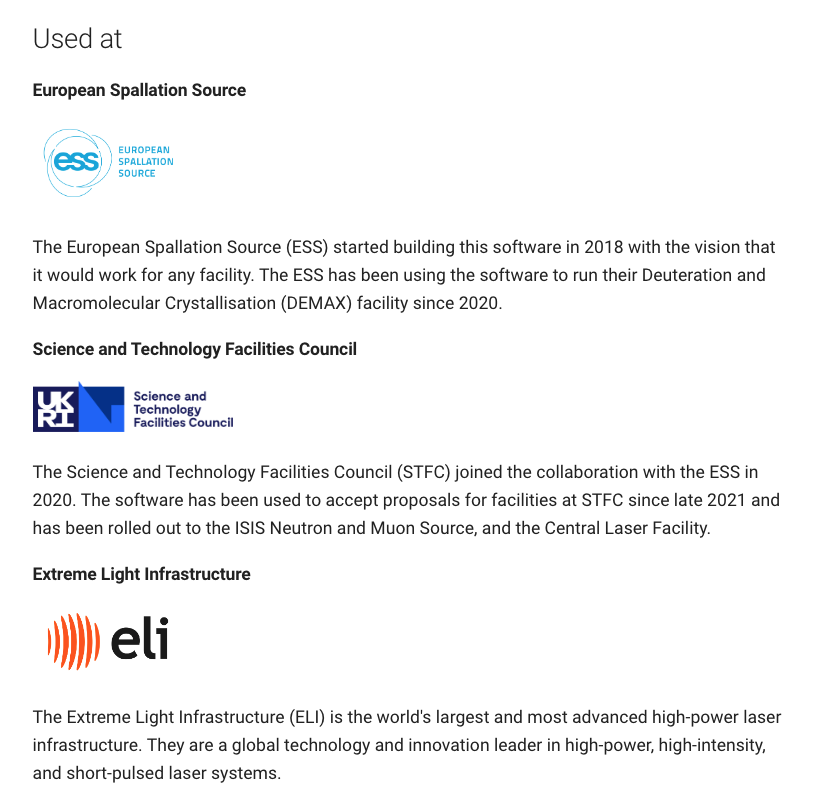 Used at
European Spallation Source
ess EUROPEAN
SPALLATION
SOURCE
The European Spallation Source (ESS) started building this software in 2018 with the vision that
it would work for any facility. The ESS has been using the software to run their Deuteration and
Macromolecular Crystallisation (DEMAX) facility since 2020.
Science and Technology Facilities Council
UK
RI
Science and
Technology
Facilities Council
The Science and Technology Facilities Council (STFC) joined the collaboration with the ESS in
2020. The software has been used to accept proposals for facilities at STFC since late 2021 and
has been rolled out to the ISIS Neutron and Muon Source, and the Central Laser Facility.
Extreme Light Infrastructure
eli
The Extreme Light Infrastructure (ELI) is the world's largest and most advanced high-power laser
infrastructure. They are a global technology and innovation leader in high-power, high-intensity,
and short-pulsed laser systems.